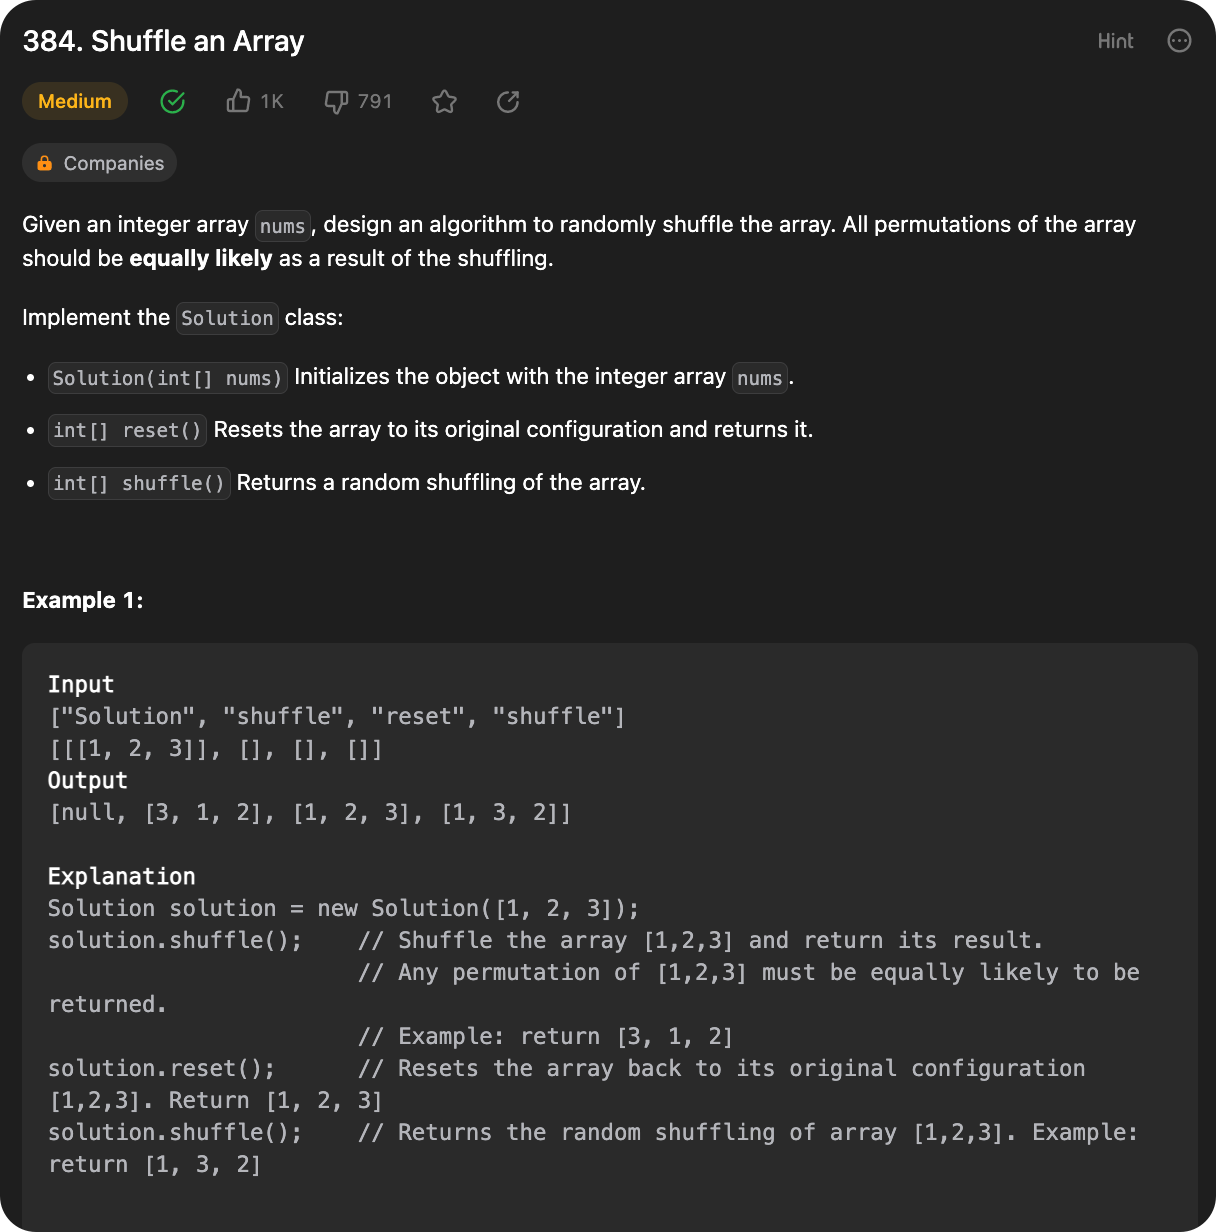 384. Shuffle an Array
Hint
Medium
1K
791
Companies
Given an integer array nums, design an algorithm to randomly shuffle the array. All permutations of the array
should be equally likely as a result of the shuffling.
Implement the Solution class:
• Solution(int[] nums) Initializes the object with the integer array nums.
• int[] reset() Resets the array to its original configuration and returns it.
• int[] shuffle() Returns a random shuffling of the array.
Example 1:
Input
["Solution", "shuffle", "reset", "shuffle"]
[[[1, 2, 3]], [], [], []]
Output
[null, [3, 1, 2], [1, 2, 3], [1, 3, 2]]
Explanation
Solution solution = new Solution([1, 2, 3]);
solution.shuffle();    // Shuffle the array [1,2,3] and return its result.
                       // Any permutation of [1,2,3] must be equally likely to be
returned.
                       // Example: return [3, 1, 2]
solution.reset();      // Resets the array back to its original configuration
[1,2,3]. Return [1, 2, 3]
solution.shuffle();    // Returns the random shuffling of array [1,2,3]. Example:
return [1, 3, 2]